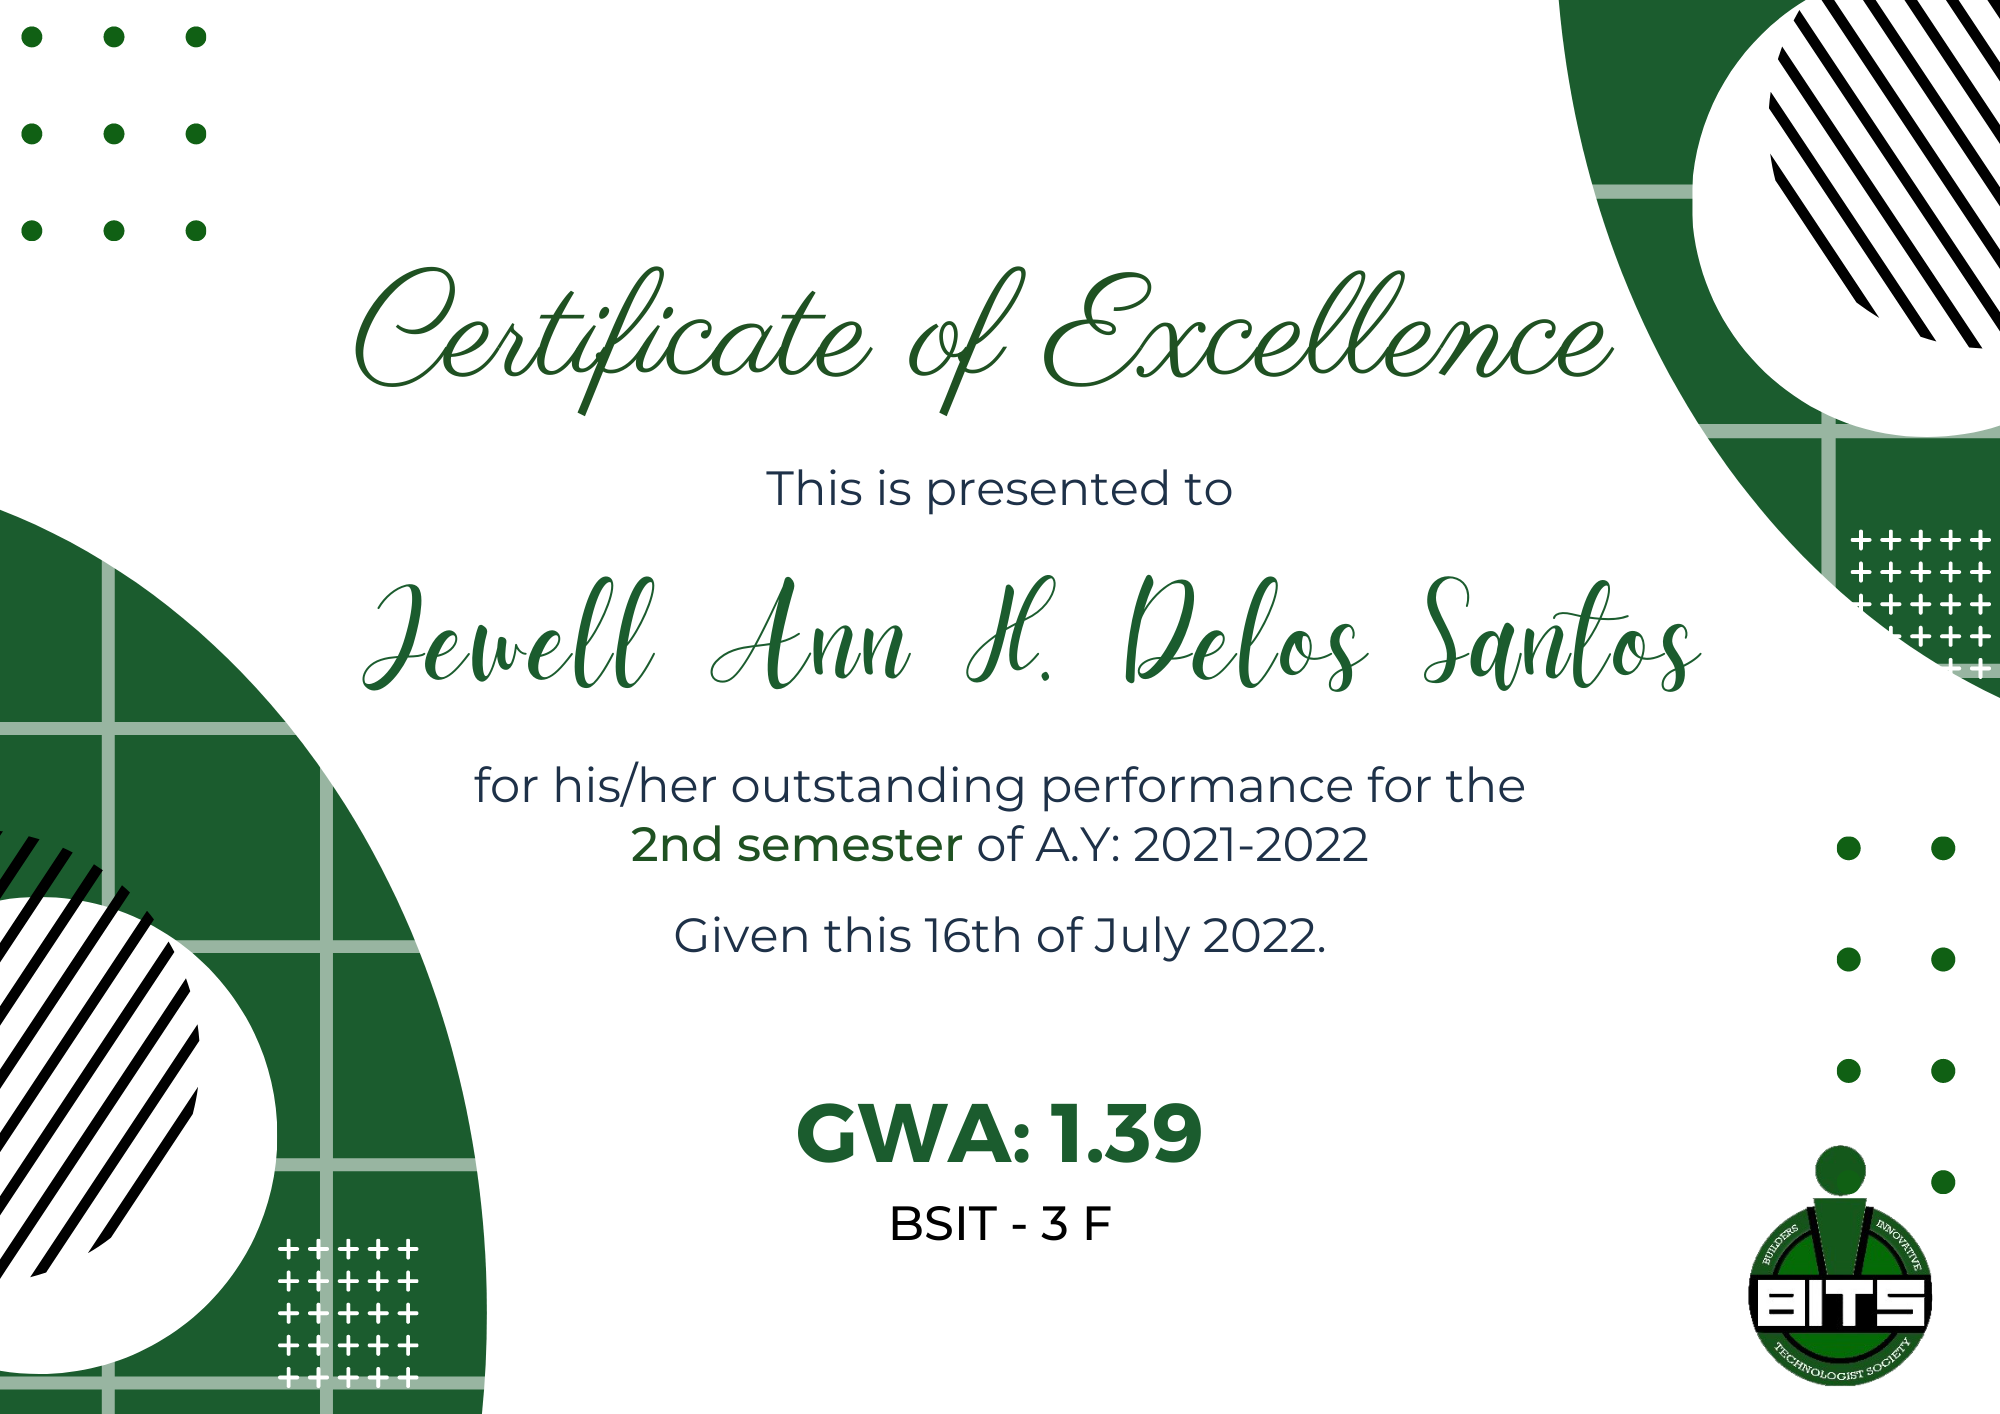 Certificate of Excellence
This is presented to
Jewell Ann H. Delos Santos
for his/her outstanding performance for the
2nd semester of A.Y: 2021-2022
Given this 16th of July 2022.
GWA: 1.39
BSIT - 3 F
BUILDERS INNOVATIVE
BITS
TECHNOLOGIST SOCIETY